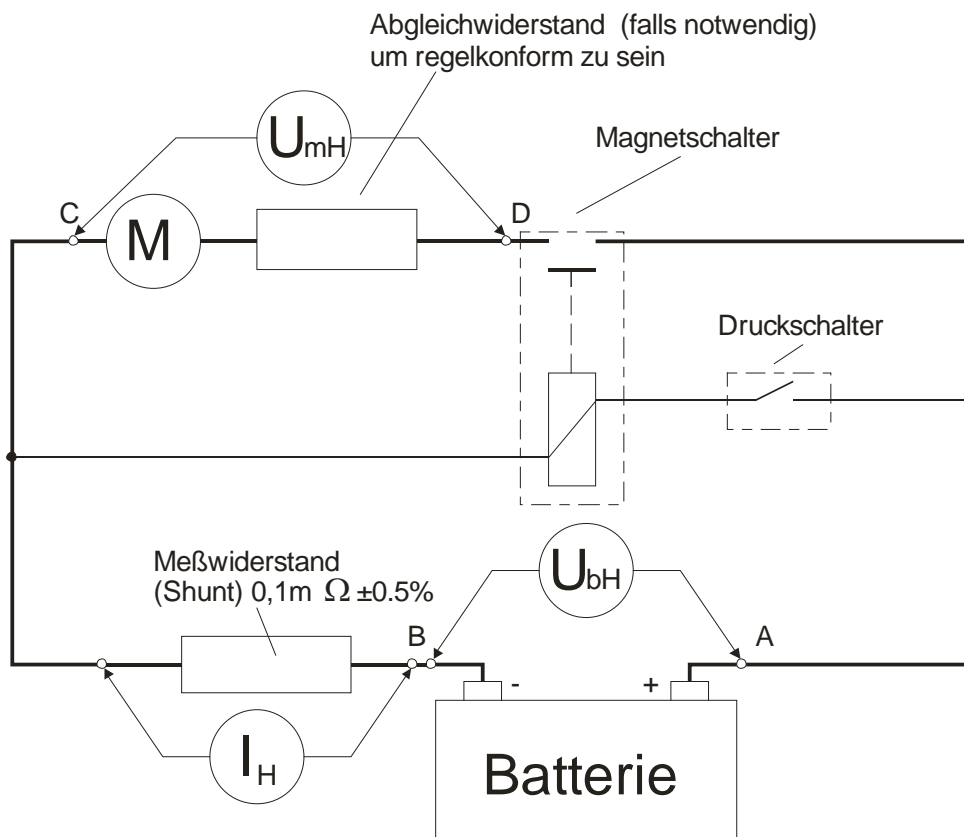 Abgleichwiderstand (falls notwendig)
um regelkonform zu sein
UmH
Magnetschalter
C
D
M
Druckschalter
Meßwiderstand
(Shunt) 0,1m Ω ±0.5%
UbH
B
A
- +
IH
Batterie